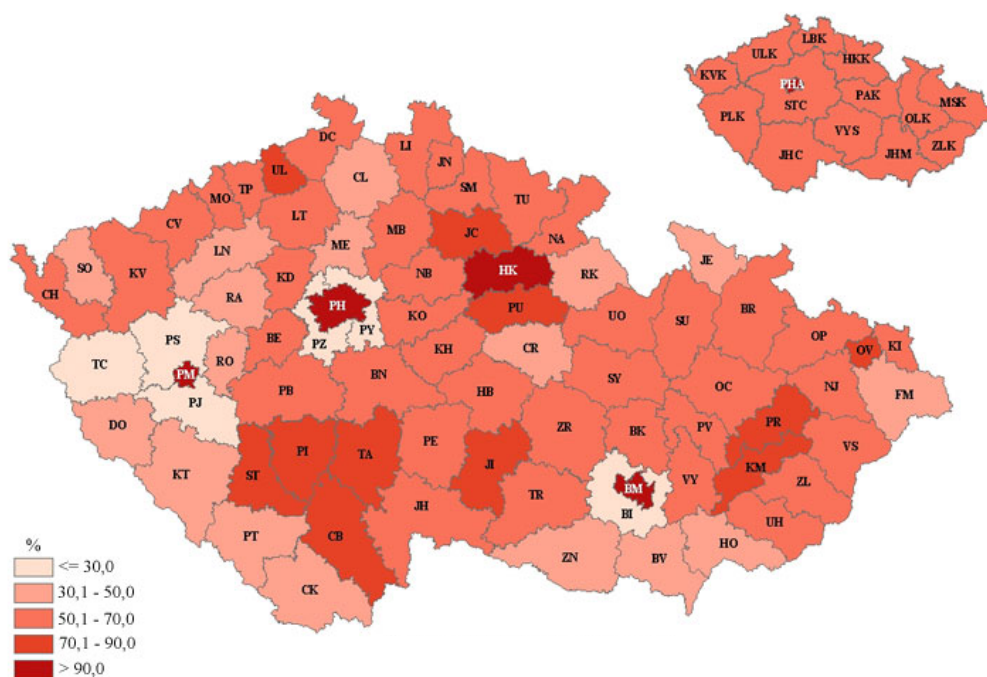 LBK
ULK
HKK
KVK
PHA
STC
PAK
MSK
PLK
OLK
VYS
ZLK
JHC
JHM
DC
LI
JN
UL
CL
SM
TP
MO
TU
CV
LT
MB
JC
NA
ME
LN
SO
KV
KD
NB
HK
RK
JE
CH
RA
PH
KO
PU
UO
SU
BR
OP
OV
KI
PS
RO
BE
PZ
PY
KH
CR
TC
PM
BN
SY
OC
NJ
FM
PJ
PB
HB
DO
PE
ZR
BK
PV
PR
VS
KT
ST
PI
TA
JI
KM
TR
BM
VY
ZL
BI
JH
UH
PT
CB
HO
ZN
BV
CK
%
<= 30,0
30,1 - 50,0
50,1 - 70,0
70,1 - 90,0
> 90,0